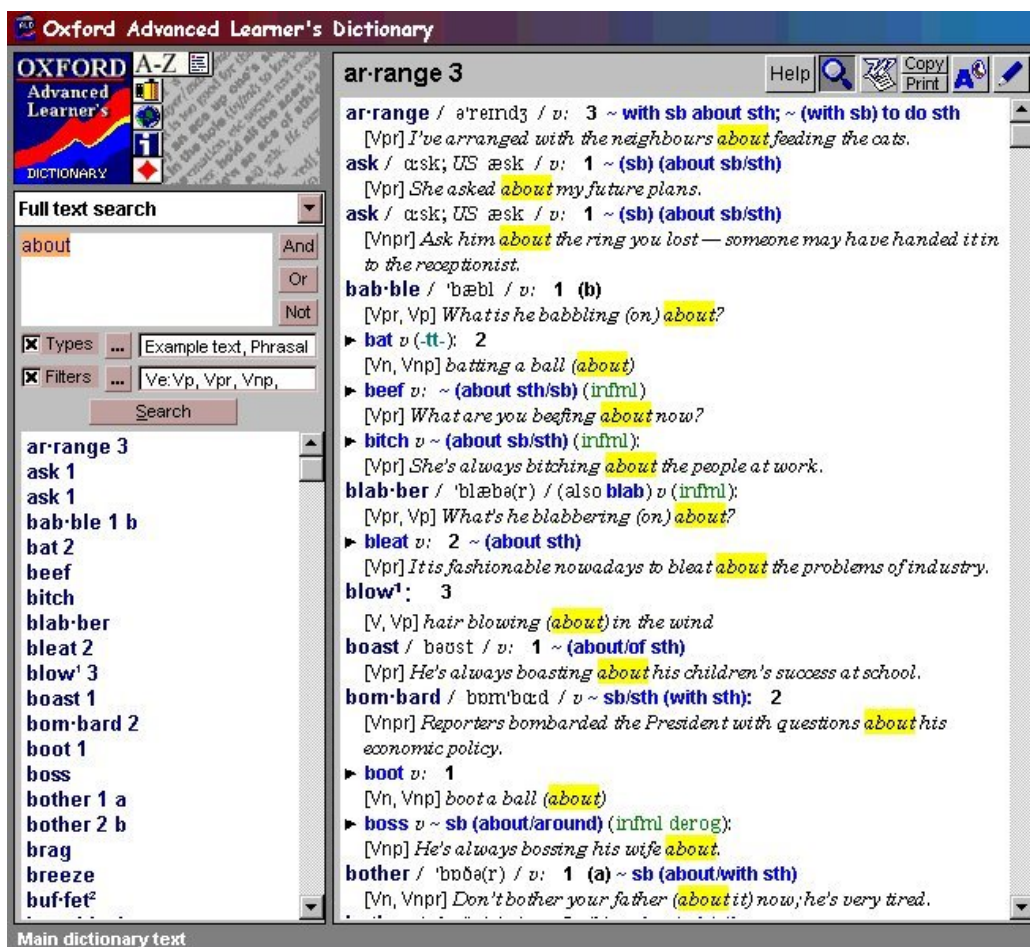 Oxford Advanced Learner's Dictionary
OXFORD
Advanced
Learner's
DICTIONARY
A-Z
ar·range 3
Help
Copy
Print
Full text search
about
And
Or
Not
Types ... Example text, Phrasal
Filters ... Ve:Vp, Vpr, Vnp,
Search
ar·range 3
ask 1
ask 1
bab·ble 1 b
bat 2
beef
bitch
blab·ber
bleat 2
blow¹ 3
boast 1
bom·bard 2
boot 1
boss
bother 1 a
bother 2 b
brag
breeze
buf·fet²
ar·range / ə'reɪndʒ / v: 3 ~ with sb about sth; ~ (with sb) to do sth
[Vpr] I've arranged with the neighbours about feeding the cats.
ask / ɑːsk; US æsk / v: 1 ~ (sb) (about sb/sth)
[Vpr] She asked about my future plans.
ask / ɑːsk; US æsk / v: 1 ~ (sb) (about sb/sth)
[Vnpr] Ask him about the ring you lost — someone may have handed it in
to the receptionist.
bab·ble / 'bæbl / v: 1 (b)
[Vpr, Vp] What is he babbling (on) about?
► bat v (-tt-): 2
[Vn, Vnp] batting a ball (about)
► beef v: ~ (about sth/sb) (infml)
[Vpr] What are you beefing about now?
► bitch v ~ (about sb/sth) (infml):
[Vpr] She's always bitching about the people at work.
blab·ber / 'blæbə(r) / (also blab) v (infml):
[Vpr, Vp] What's he blabbering (on) about?
► bleat v: 2 ~ (about sth)
[Vpr] It is fashionable nowadays to bleat about the problems of industry.
blow¹: 3
[V, Vp] hair blowing (about) in the wind
boast / bəʊst / v: 1 ~ (about/of sth)
[Vpr] He's always boasting about his children's success at school.
bom·bard / bɒm'bɑːd / v ~ sb/sth (with sth): 2
[Vnpr] Reporters bombarded the President with questions about his
economic policy.
► boot v: 1
[Vn, Vnp] boot a ball (about)
► boss v ~ sb (about/around) (infml derog):
[Vnp] He's always bossing his wife about.
bother / 'bɒðə(r) / v: 1 (a) ~ sb (about/with sth)
[Vn, Vnpr] Don't bother your father (about it) now; he's very tired.
Main dictionary text